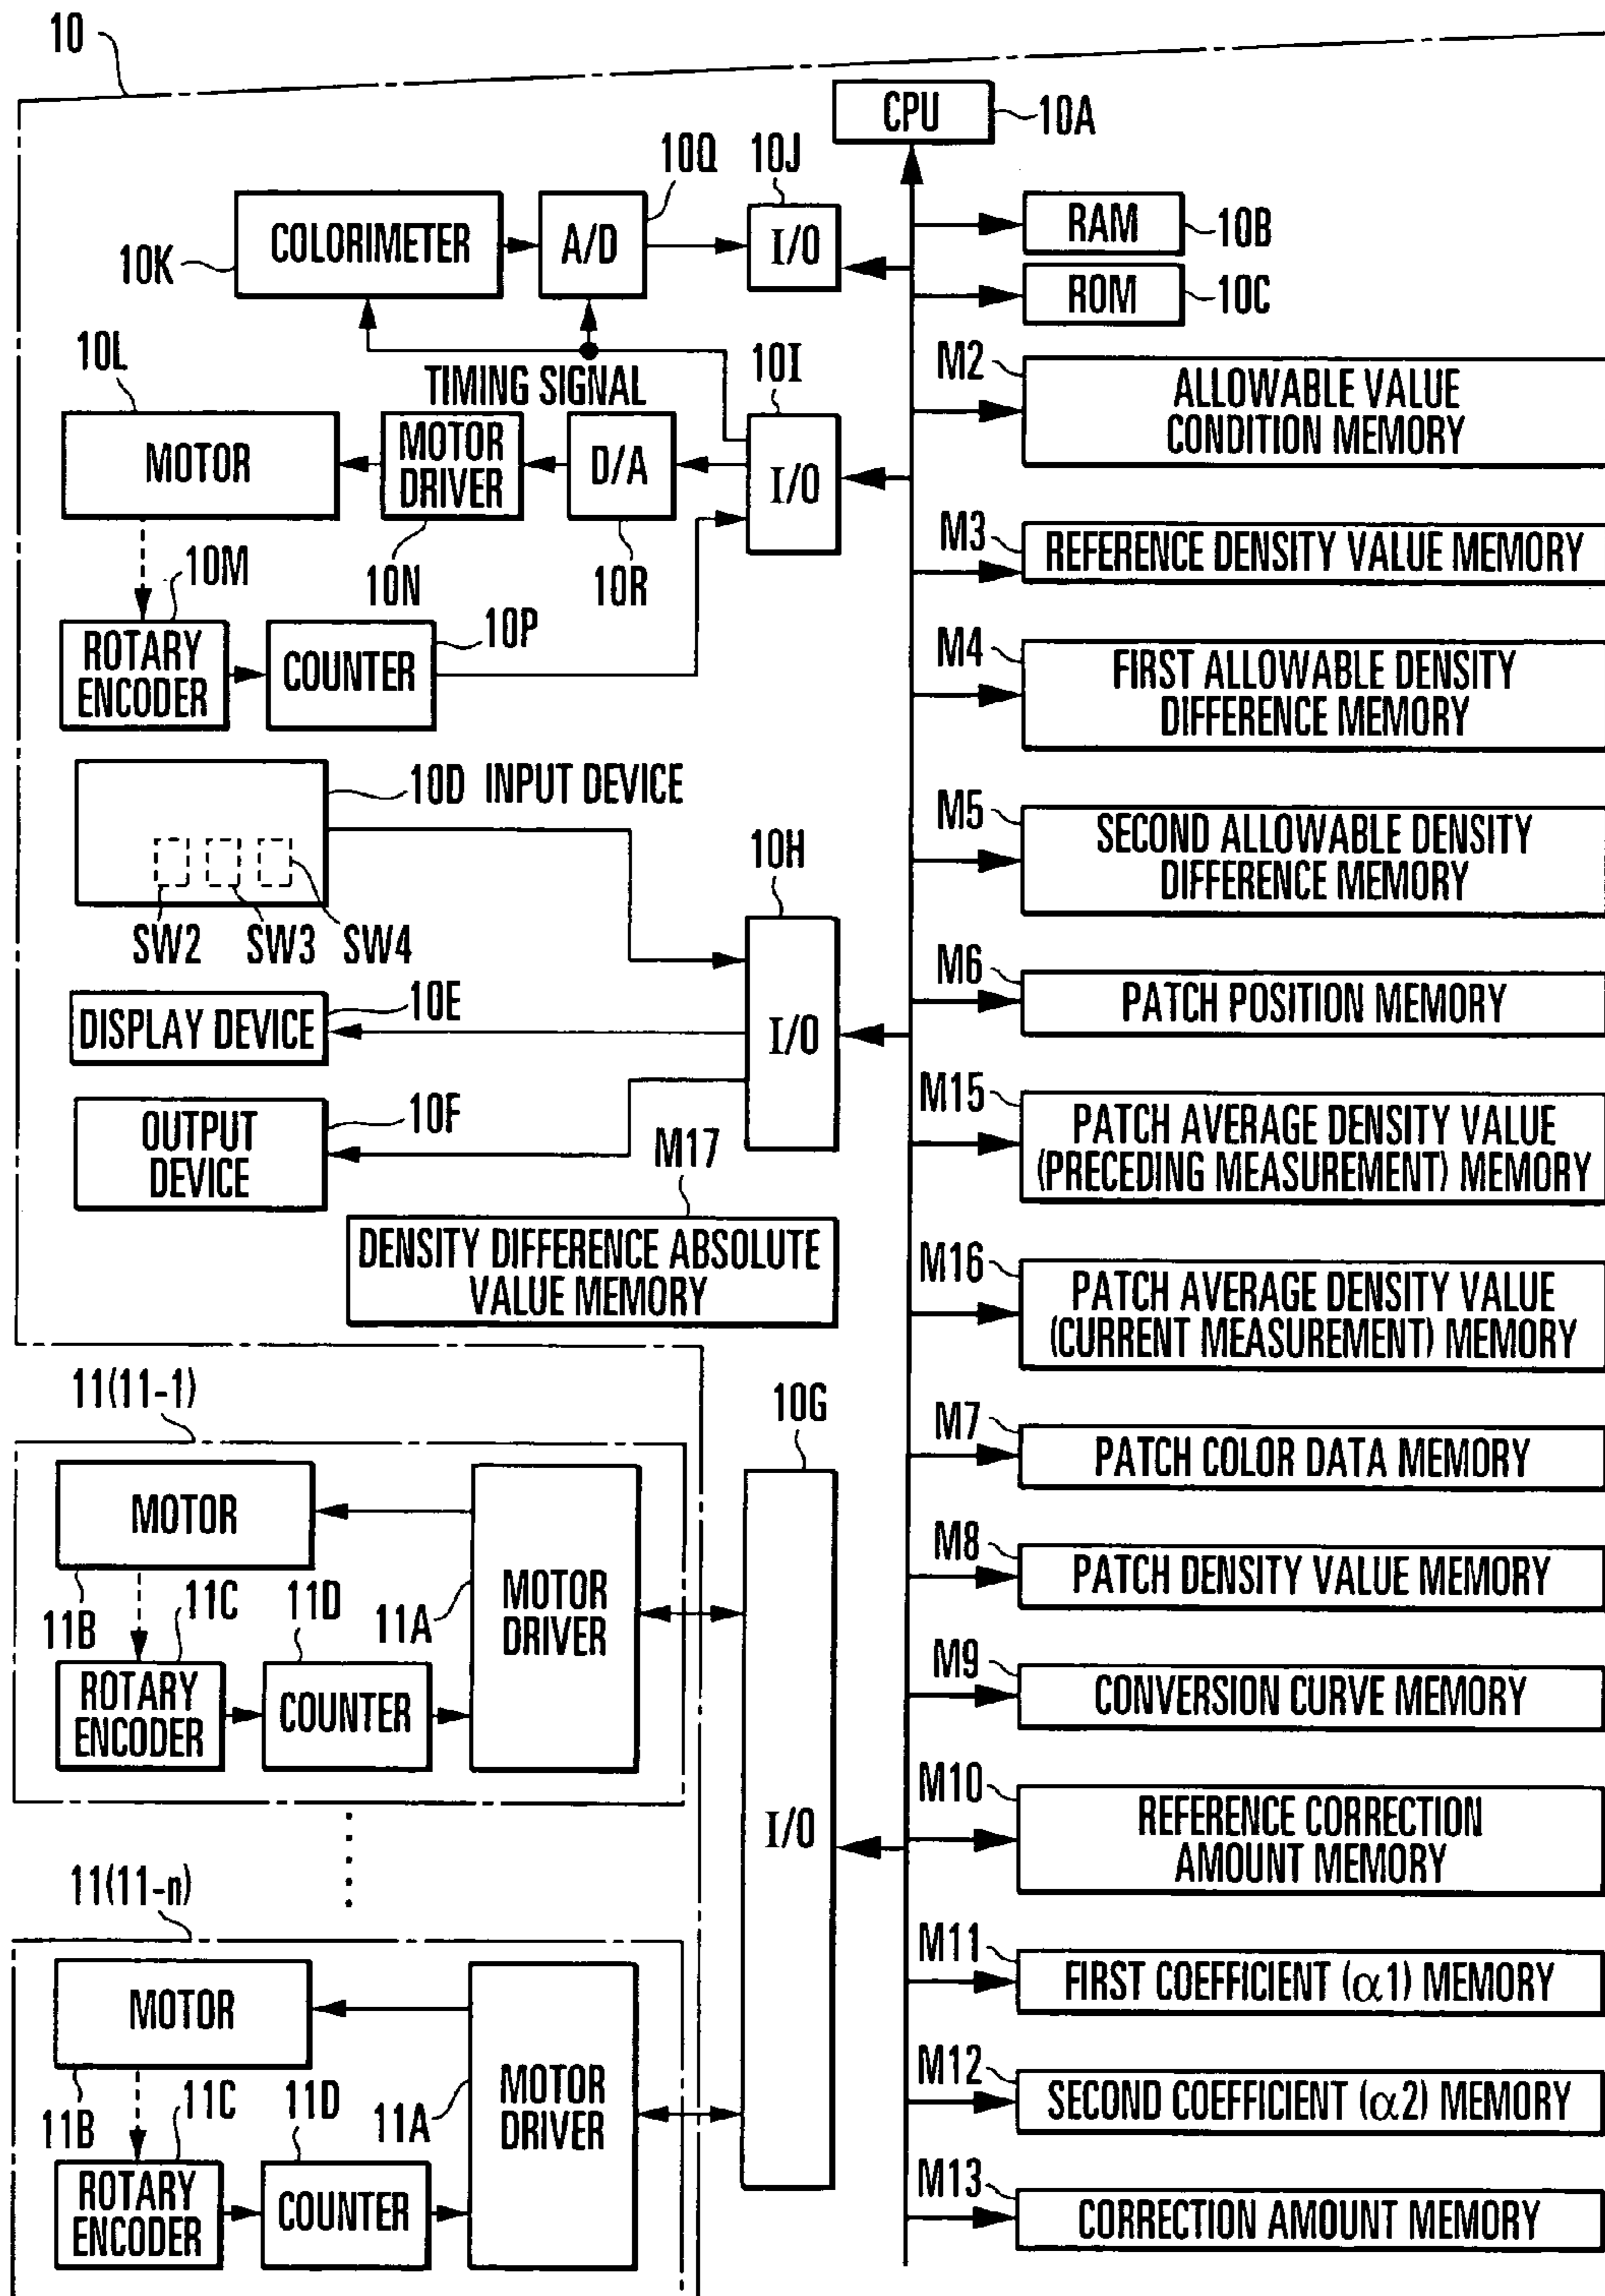 10
CPU
10A
10Q
10J
COLORIMETER
A/D
I/O
10K
RAM
10B
ROM
10C
10L
TIMING SIGNAL
10I
M2
ALLOWABLE VALUE
CONDITION MEMORY
MOTOR
MOTOR
DRIVER
D/A
I/O
10M
10N
10R
M3
REFERENCE DENSITY VALUE MEMORY
ROTARY
ENCODER
COUNTER
10P
M4
FIRST ALLOWABLE DENSITY
DIFFERENCE MEMORY
10D INPUT DEVICE
SW2
SW3
SW4
10H
M5
SECOND ALLOWABLE DENSITY
DIFFERENCE MEMORY
DISPLAY DEVICE
10E
I/O
M6
PATCH POSITION MEMORY
OUTPUT
DEVICE
10F
M15
PATCH AVERAGE DENSITY VALUE
(PRECEDING MEASUREMENT) MEMORY
M17
DENSITY DIFFERENCE ABSOLUTE
VALUE MEMORY
M16
PATCH AVERAGE DENSITY VALUE
(CURRENT MEASUREMENT) MEMORY
11(11-1)
10G
M7
PATCH COLOR DATA MEMORY
MOTOR
MOTOR
DRIVER
11B
11C
11D
11A
M8
PATCH DENSITY VALUE MEMORY
ROTARY
ENCODER
COUNTER
M9
CONVERSION CURVE MEMORY
I/O
M10
REFERENCE CORRECTION
AMOUNT MEMORY
11(11-n)
M11
FIRST COEFFICIENT (α1) MEMORY
MOTOR
MOTOR
DRIVER
11B
11C
11D
11A
M12
SECOND COEFFICIENT (α2) MEMORY
ROTARY
ENCODER
COUNTER
M13
CORRECTION AMOUNT MEMORY